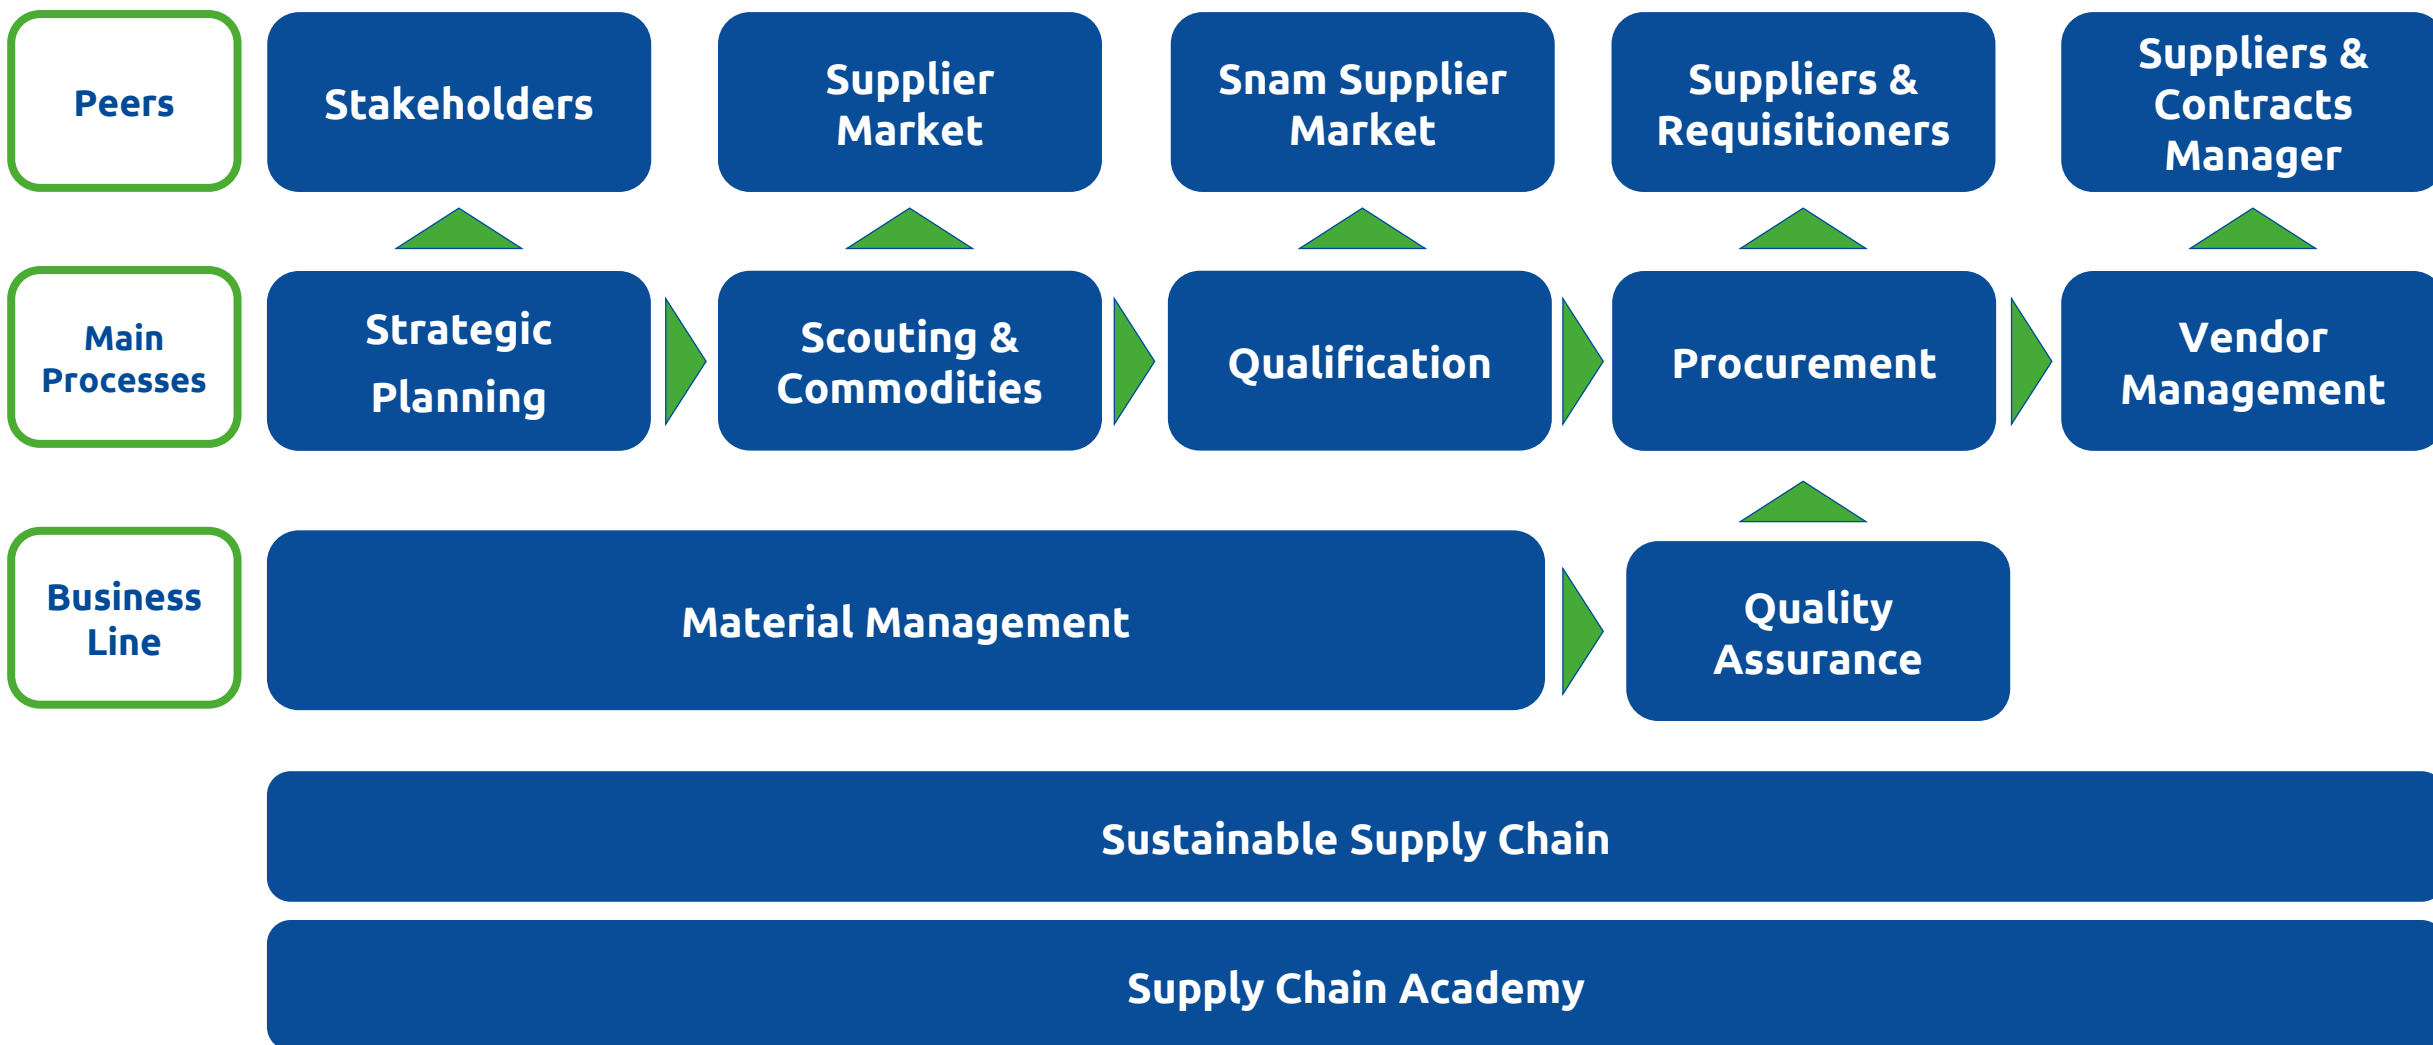 Peers
Stakeholders
Supplier
Market
Snam Supplier
Market
Suppliers &
Requisitioners
Suppliers &
Contracts
Manager
Main
Processes
Strategic
Planning
Scouting &
Commodities
Qualification
Procurement
Vendor
Management
Business
Line
Material Management
Quality
Assurance
Sustainable Supply Chain
Supply Chain Academy